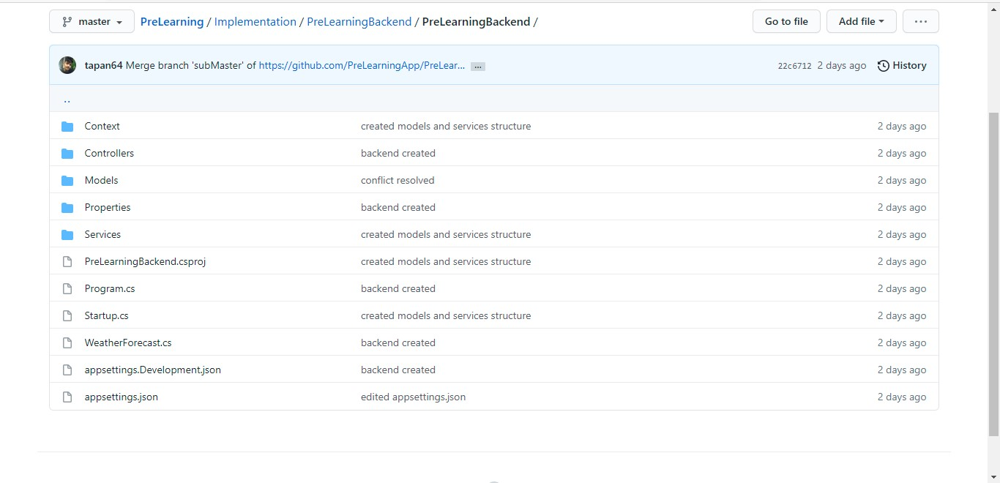 master PreLearning / Implementation / PreLearningBackend / PreLearningBackend / Go to file Add file ...
tapan64 Merge branch 'subMaster' of https://github.com/PreLearningApp/PreLear... ... 22c6712 2 days ago History
..
Context created models and services structure 2 days ago
Controllers backend created 2 days ago
Models conflict resolved 2 days ago
Properties backend created 2 days ago
Services created models and services structure 2 days ago
PreLearningBackend.csproj created models and services structure 2 days ago
Program.cs backend created 2 days ago
Startup.cs created models and services structure 2 days ago
WeatherForecast.cs backend created 2 days ago
appsettings.Development.json backend created 2 days ago
appsettings.json edited appsettings.json 2 days ago